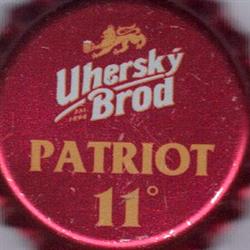 Uherský
Brod
PATRIOT
11°